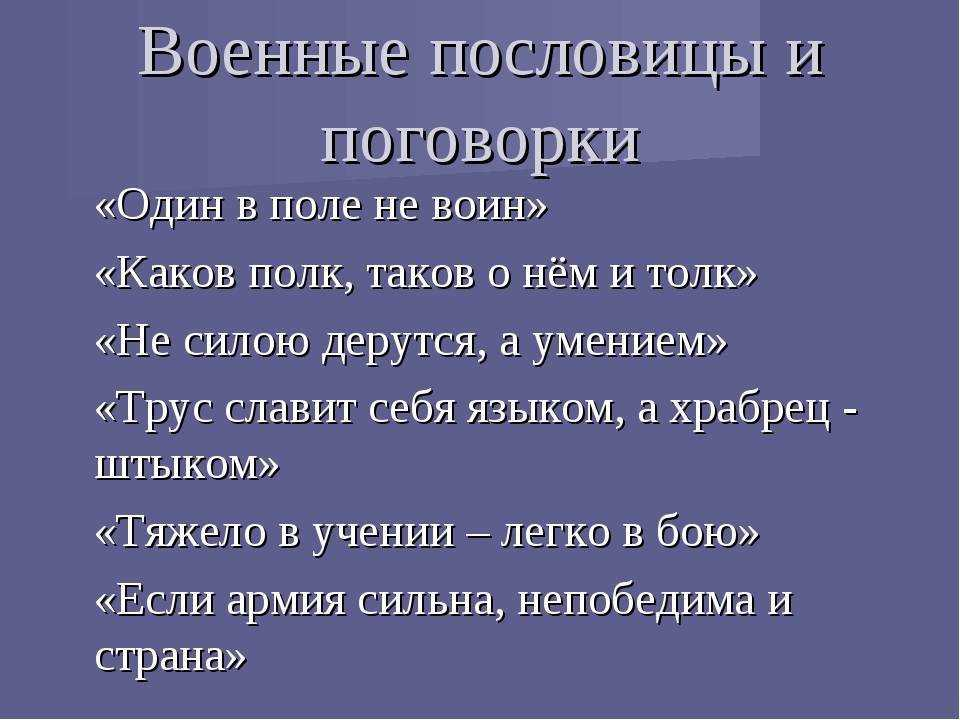 Военные пословицы и
поговорки
«Один в поле не воин»
«Каков полк, таков о нём и толк»
«Не силою дерутся, а умением»
«Трус славит себя языком, а храбрец -
штыком»
«Тяжело в учении – легко в бою»
«Если армия сильна, непобедима и
страна»